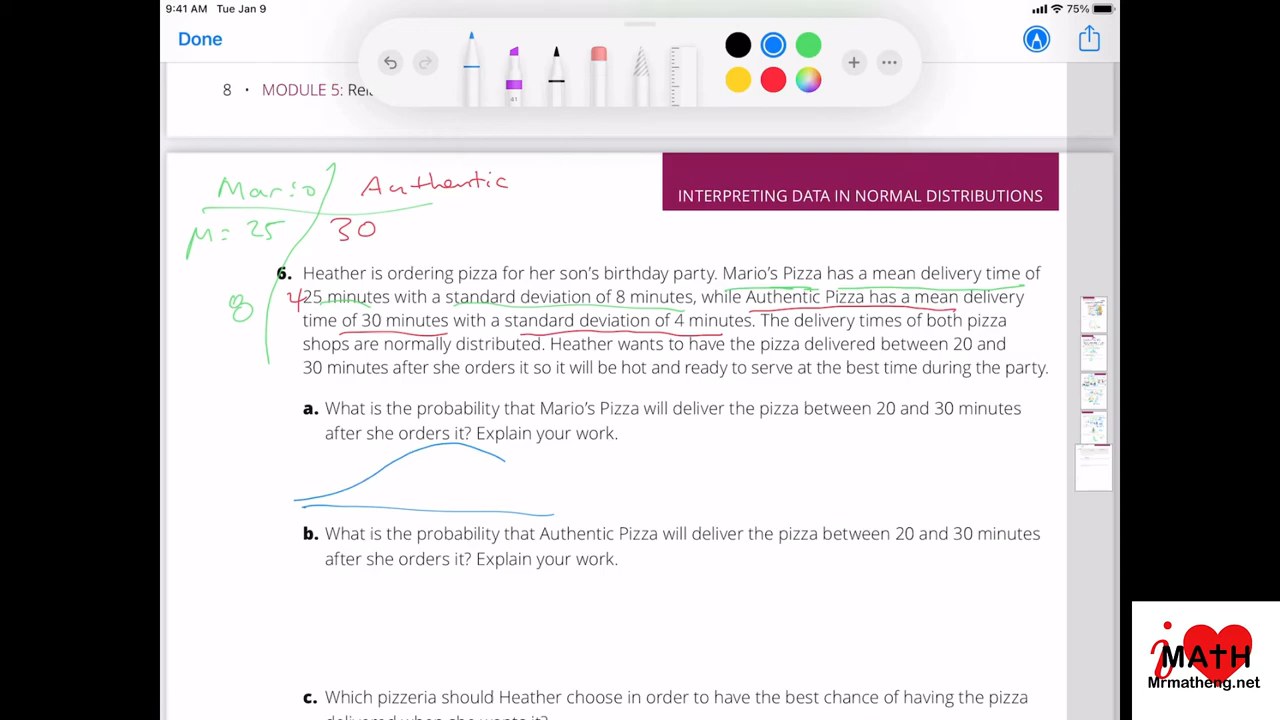 9:41 AM Tue Jan 9
75%
Done
41
8 • MODULE 5: Rel
INTERPRETING DATA IN NORMAL DISTRIBUTIONS
Mario Authentic
μ = 25 30
8 4
6. Heather is ordering pizza for her son’s birthday party. Mario’s Pizza has a mean delivery time of
25 minutes with a standard deviation of 8 minutes, while Authentic Pizza has a mean delivery
time of 30 minutes with a standard deviation of 4 minutes. The delivery times of both pizza
shops are normally distributed. Heather wants to have the pizza delivered between 20 and
30 minutes after she orders it so it will be hot and ready to serve at the best time during the party.
a. What is the probability that Mario’s Pizza will deliver the pizza between 20 and 30 minutes
after she orders it? Explain your work.
b. What is the probability that Authentic Pizza will deliver the pizza between 20 and 30 minutes
after she orders it? Explain your work.
c. Which pizzeria should Heather choose in order to have the best chance of having the pizza
delivered when she wants it?
i MATH
Mrmatheng.net